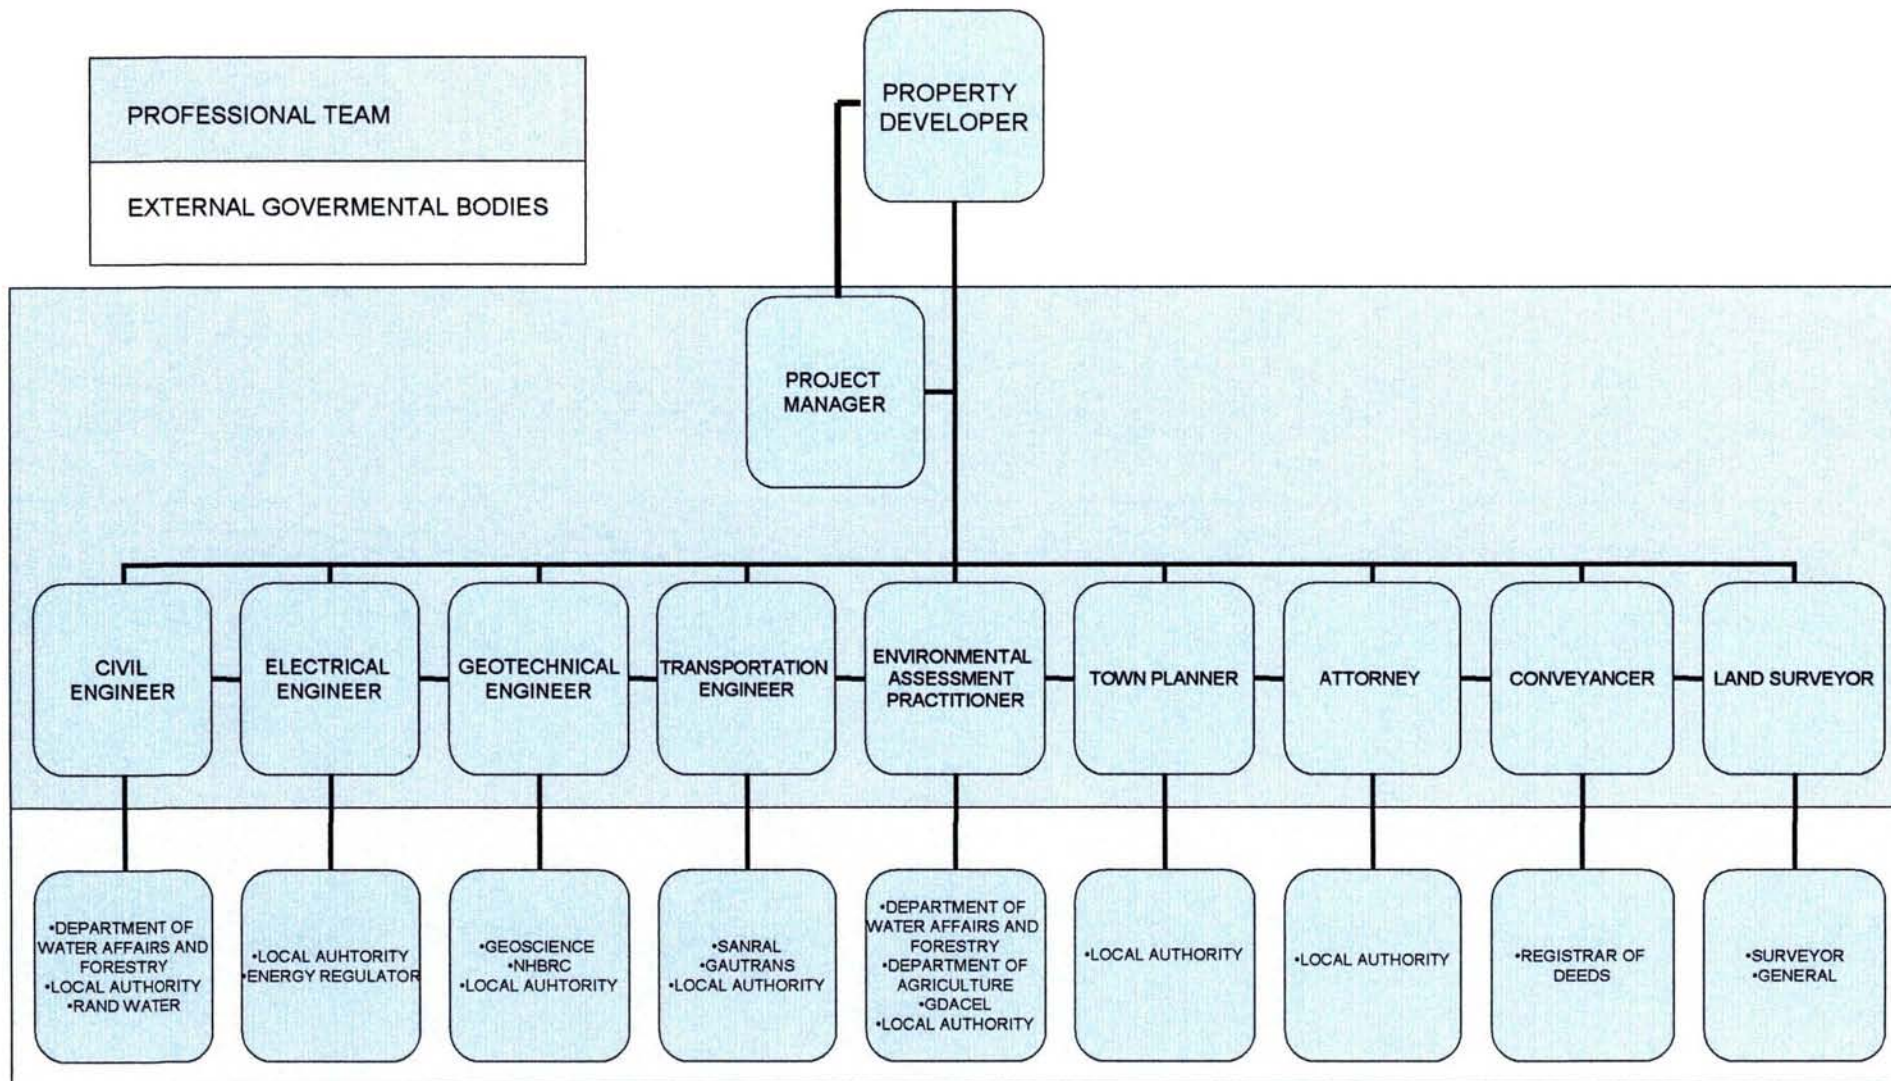 PROPERTY
DEVELOPER
PROFESSIONAL TEAM
EXTERNAL GOVERMENTAL BODIES
PROJECT
MANAGER
CIVIL
ENGINEER
ELECTRICAL
ENGINEER
GEOTECHNICAL
ENGINEER
TRANSPORTATION
ENGINEER
ENVIRONMENTAL
ASSESSMENT
PRACTITIONER
TOWN PLANNER
ATTORNEY
CONVEYANCER
LAND SURVEYOR
•DEPARTMENT OF
WATER AFFAIRS AND
FORESTRY
•LOCAL AUTHORITY
•RAND WATER
•LOCAL AUHTORITY
•ENERGY REGULATOR
•GEOSCIENCE
•NHBRC
•LOCAL AUHTORITY
•SANRAL
•GAUTRANS
•LOCAL AUTHORITY
•DEPARTMENT OF
WATER AFFAIRS AND
FORESTRY
•DEPARTMENT OF
AGRICULTURE
•GDACEL
•LOCAL AUTHORITY
•LOCAL AUTHORITY
•LOCAL AUTHORITY
•REGISTRAR OF
DEEDS
•SURVEYOR
•GENERAL